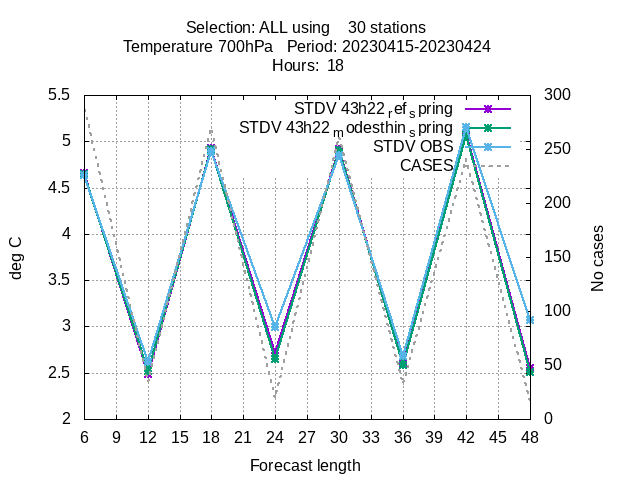 Selection: ALL using    30 stations
Temperature 700hPa   Period: 20230415-20230424
Hours: 18
5.5
5
4.5
4
3.5
3
2.5
2
300
250
200
150
100
50
0
STDV 43h22 ref spring
STDV 43h22 modesthin spring
STDV OBS
CASES
deg C
No cases
6 9 12 15 18 21 24 27 30 33 36 39 42 45 48
Forecast length